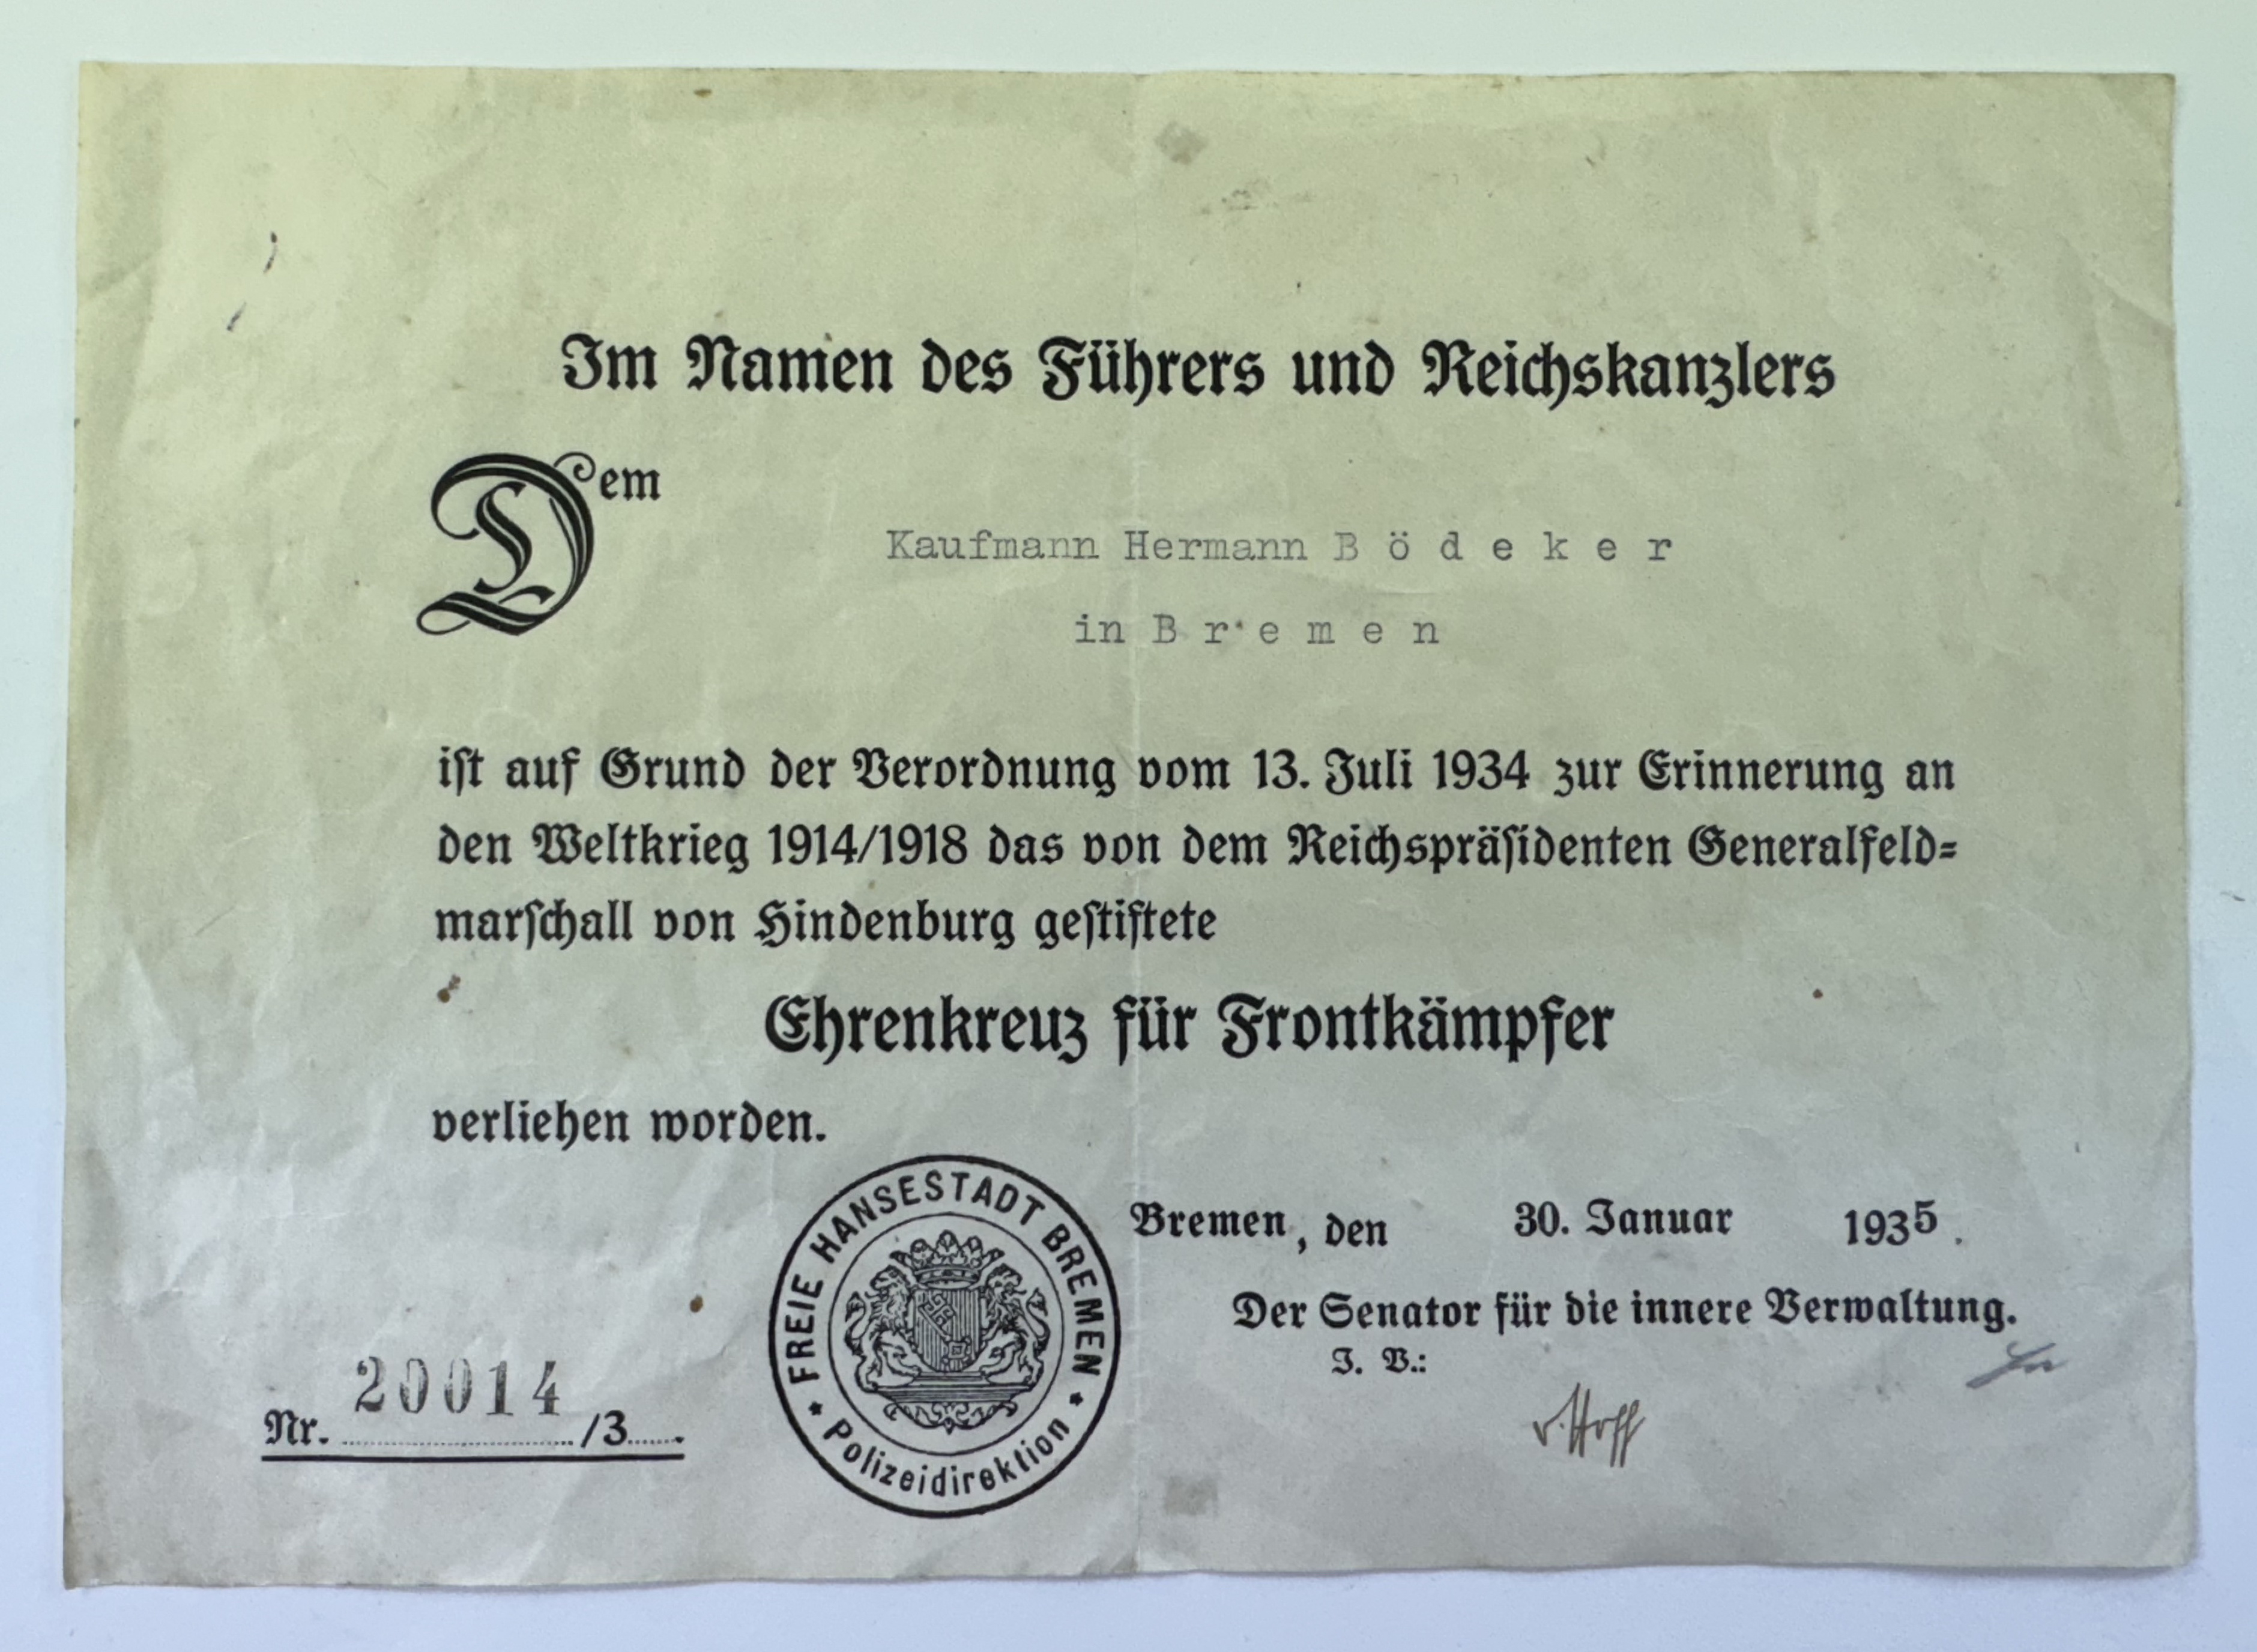 Im Namen des Führers und Reichskanzlers
Dem
Kaufmann Hermann B ö d e k e r
in B r e m e n
iſt auf Grund der Verordnung vom 13. Juli 1934 zur Erinnerung an
den Weltkrieg 1914/1918 das von dem Reichspräſidenten Generalfeld=
marſchall von Hindenburg geſtiftete
Ehrenkreuz für Frontkämpfer
verliehen worden.
Bremen, den 30. Januar 1935.
Der Senator für die innere Verwaltung.
I. V.:
v. Hoff
Nr. 20014 /3
FREIE HANSESTADT BREMEN
* Polizeidirektion *